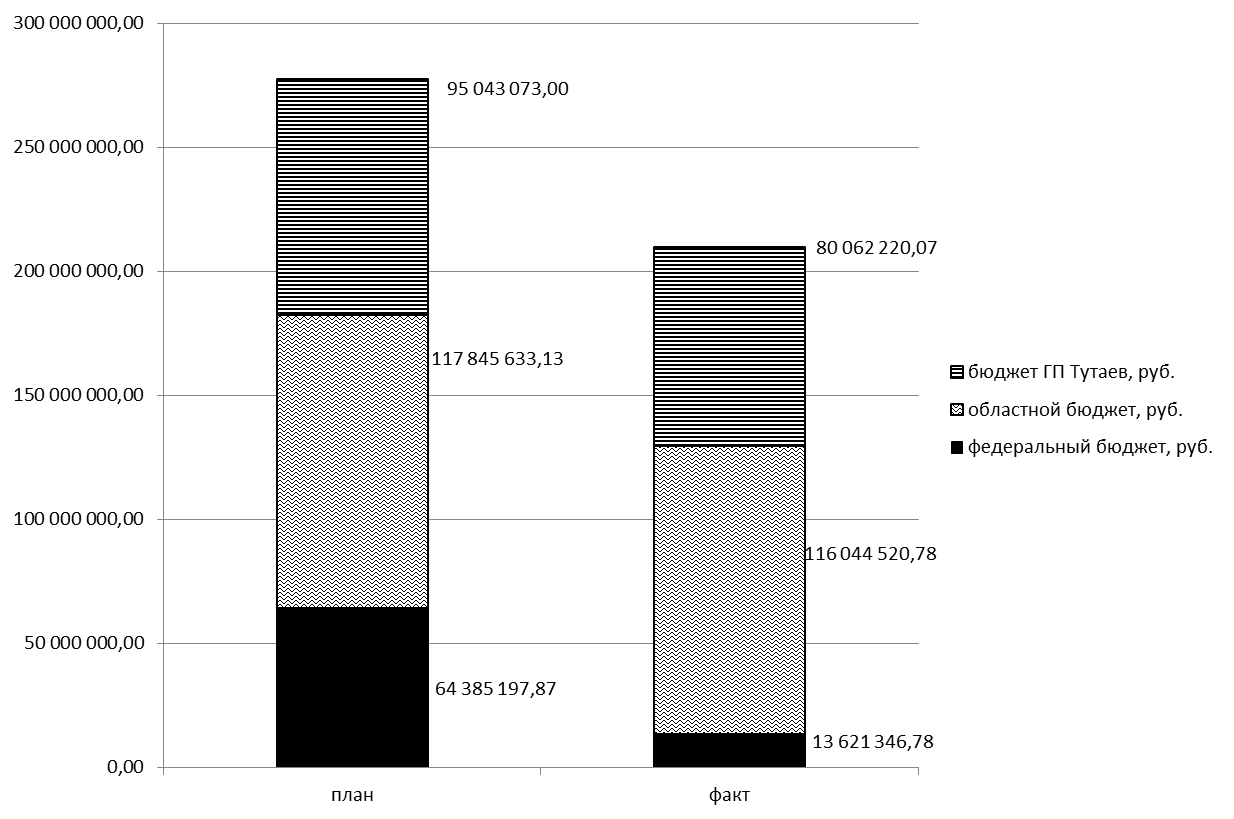 300 000 000,00
250 000 000,00
200 000 000,00
150 000 000,00
100 000 000,00
50 000 000,00
0,00
95 043 073,00
117 845 633,13
64 385 197,87
80 062 220,07
116 044 520,78
13 621 346,78
план
факт
бюджет ГП Тутаев, руб.
областной бюджет, руб.
федеральный бюджет, руб.